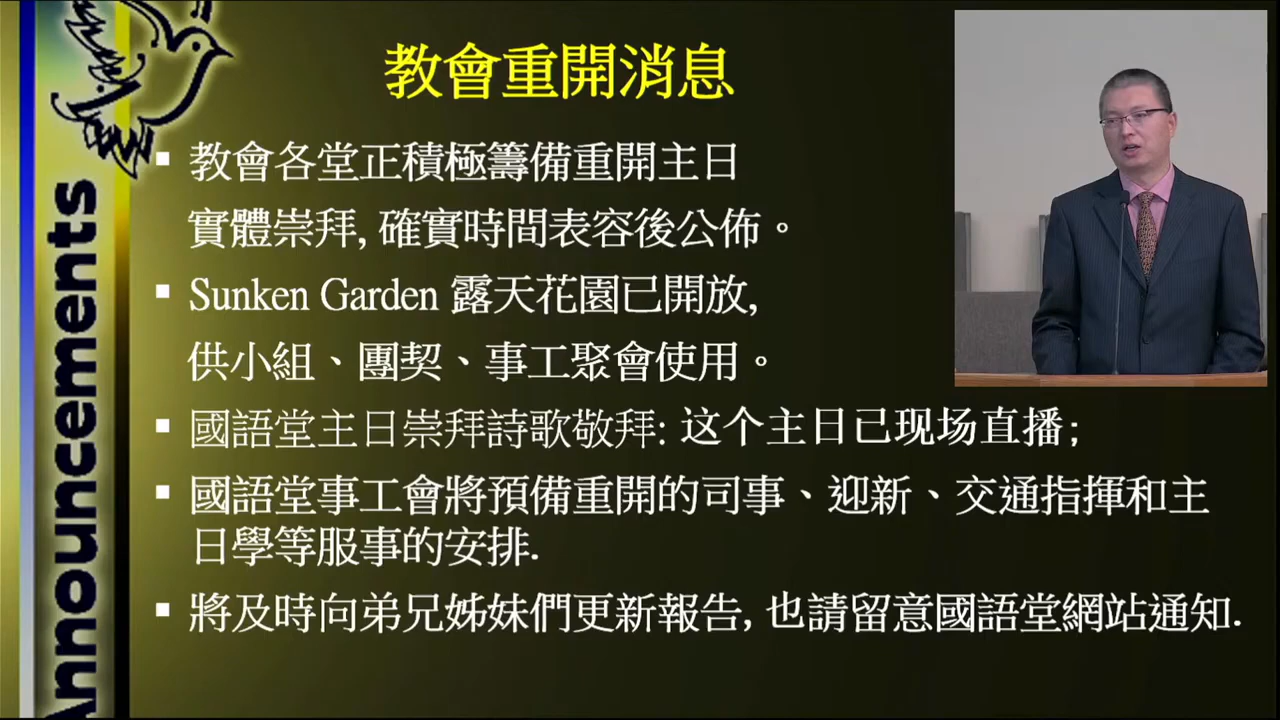 Announcements
教會重開消息
▪ 教會各堂正積極籌備重開主日
實體崇拜, 確實時間表容後公佈。
▪ Sunken Garden 露天花園已開放,
供小組、團契、事工聚會使用。
▪ 國語堂主日崇拜詩歌敬拜: 这个主日已现场直播;
▪ 國語堂事工會將預備重開的司事、迎新、交通指揮和主
日學等服事的安排.
▪ 將及時向弟兄姊妹們更新報告, 也請留意國語堂網站通知.